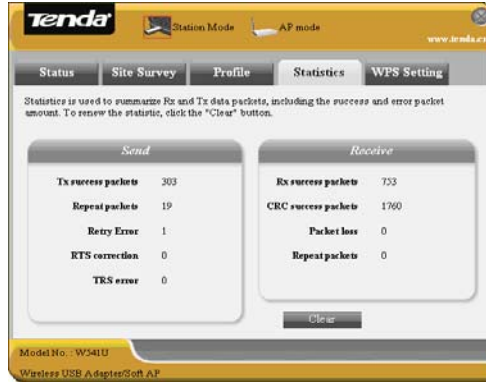 Tenda
Station Mode
AP mode
www.tenda.cn
Status
Site Survey
Profile
Statistics
WPS Setting
Statistics is used to summarize Rx and Tx data packets, including the success and error packet
amount. To renew the statistic, click the "Clear" button.
Send
Tx success packets 303
Repeat packets 19
Retry Error 1
RTS correction 0
TRS error 0
Receive
Rx success packets 753
CRC success packets 1760
Packet loss 0
Repeat packets 0
Clear
Model No. : W541U
Wireless USB Adapter/Soft AP